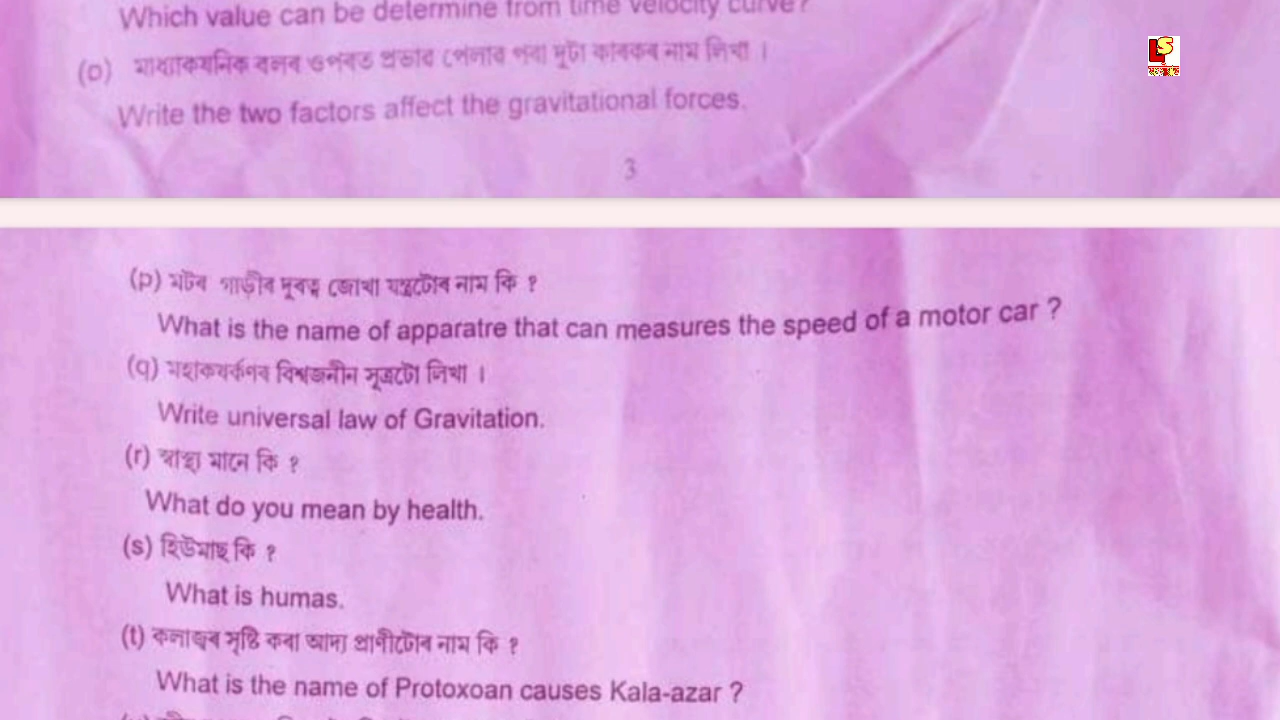 Which value can be determine from time velocity curve?
(o) মাধ্যাকৰ্ষনিক বলৰ ওপৰত প্ৰভাৱ পেলাব পৰা দুটা কাৰকৰ নাম লিখা ।
Write the two factors affect the gravitational forces.
3
(p) মটৰ গাড়ীৰ দূৰত্ব জোখা যন্ত্ৰটোৰ নাম কি ?
What is the name of apparatre that can measures the speed of a motor car ?
(q) মহাকৰ্ষণৰ বিশ্বজনীন সূত্ৰটো লিখা ।
Write universal law of Gravitation.
(r) স্বাস্থ্য মানে কি ?
What do you mean by health.
(s) হিউমাছ কি ?
What is humas.
(t) কলাজ্বৰ সৃষ্টি কৰা আদ্য প্ৰাণীটোৰ নাম কি ?
What is the name of Protoxoan causes Kala-azar ?
LS